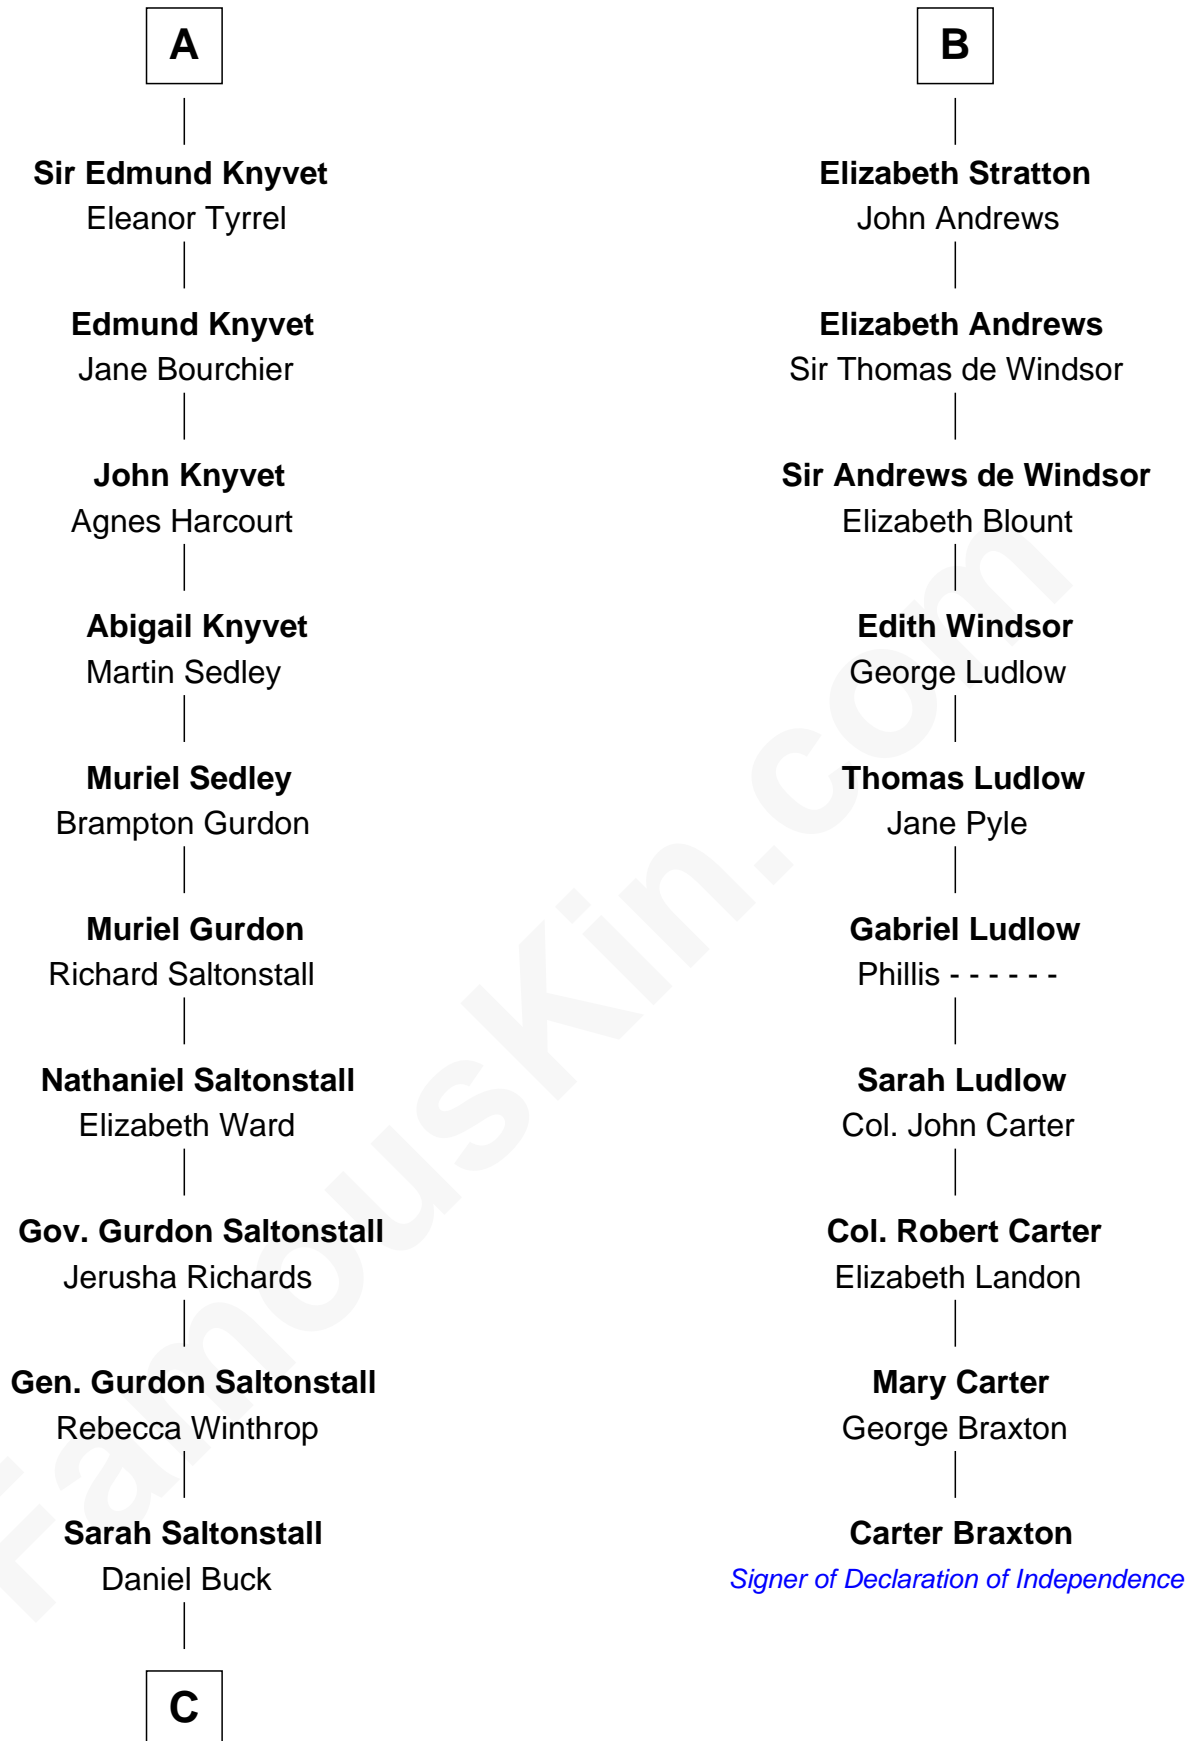 A
Sir Edmund Knyvet
Eleanor Tyrrel
Edmund Knyvet
Jane Bourchier
John Knyvet
Agnes Harcourt
Abigail Knyvet
Martin Sedley
Muriel Sedley
Brampton Gurdon
Muriel Gurdon
Richard Saltonstall
Nathaniel Saltonstall
Elizabeth Ward
Gov. Gurdon Saltonstall
Jerusha Richards
Gen. Gurdon Saltonstall
Rebecca Winthrop
Sarah Saltonstall
Daniel Buck
C
B
Elizabeth Stratton
John Andrews
Elizabeth Andrews
Sir Thomas de Windsor
Sir Andrews de Windsor
Elizabeth Blount
Edith Windsor
George Ludlow
Thomas Ludlow
Jane Pyle
Gabriel Ludlow
Phillis - - - - - -
Sarah Ludlow
Col. John Carter
Col. Robert Carter
Elizabeth Landon
Mary Carter
George Braxton
Carter Braxton
Signer of Declaration of Independence
FamousKin.com